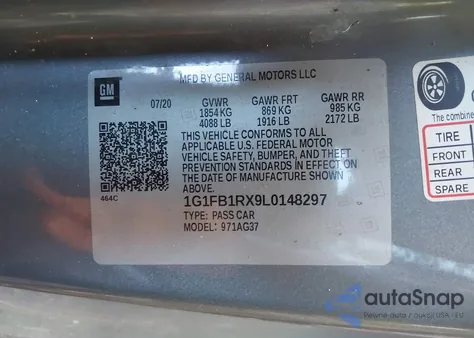 GM
MFD BY GENERAL MOTORS LLC
07/20 GVWR GAWR FRT GAWR RR
1854 KG 869 KG 985 KG
4088 LB 1916 LB 2172 LB
THIS VEHICLE CONFORMS TO ALL
APPLICABLE U.S. FEDERAL MOTOR
VEHICLE SAFETY, BUMPER, AND THEFT
PREVENTION STANDARDS IN EFFECT ON
THE DATE OF MANUFACTURE SHOWN
ABOVE.
464C
1G1FB1RX9L0148297
TYPE: PASS CAR
MODEL: 971AG37
The combine
TIRE
FRONT
REAR
SPARE
autoSnap